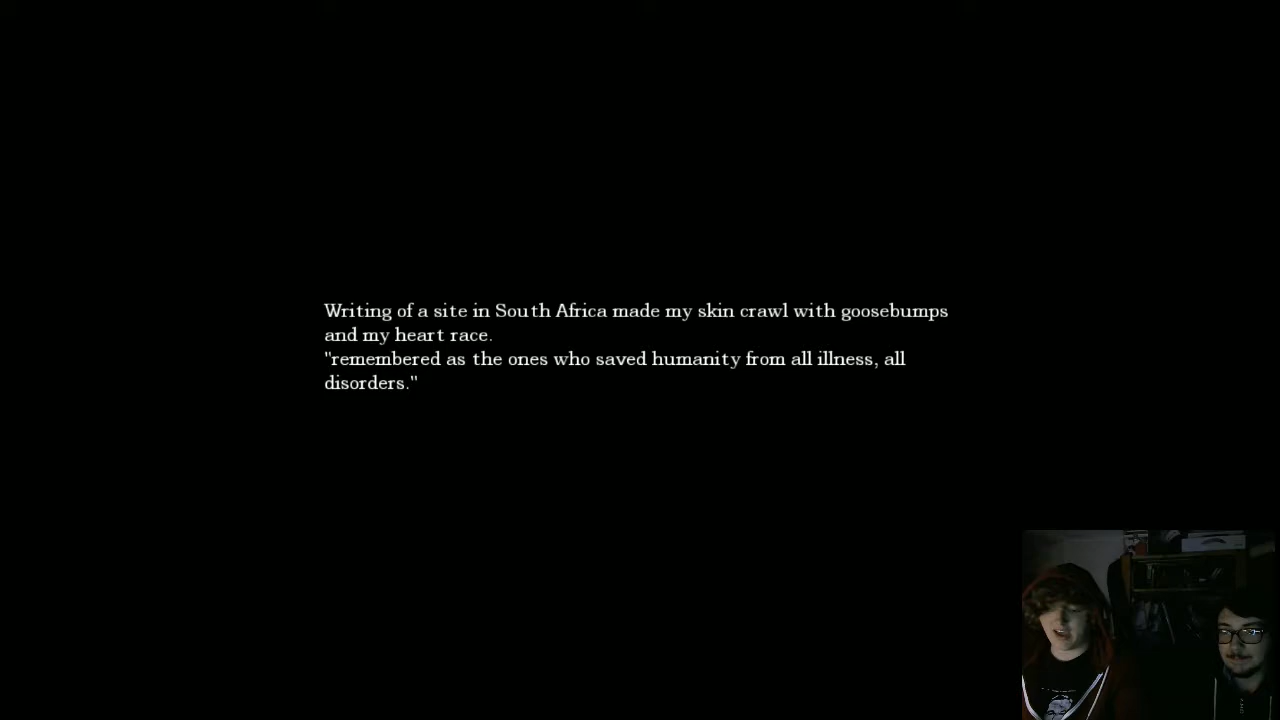 Writing of a site in South Africa made my skin crawl with goosebumps
and my heart race.
"remembered as the ones who saved humanity from all illness, all
disorders."